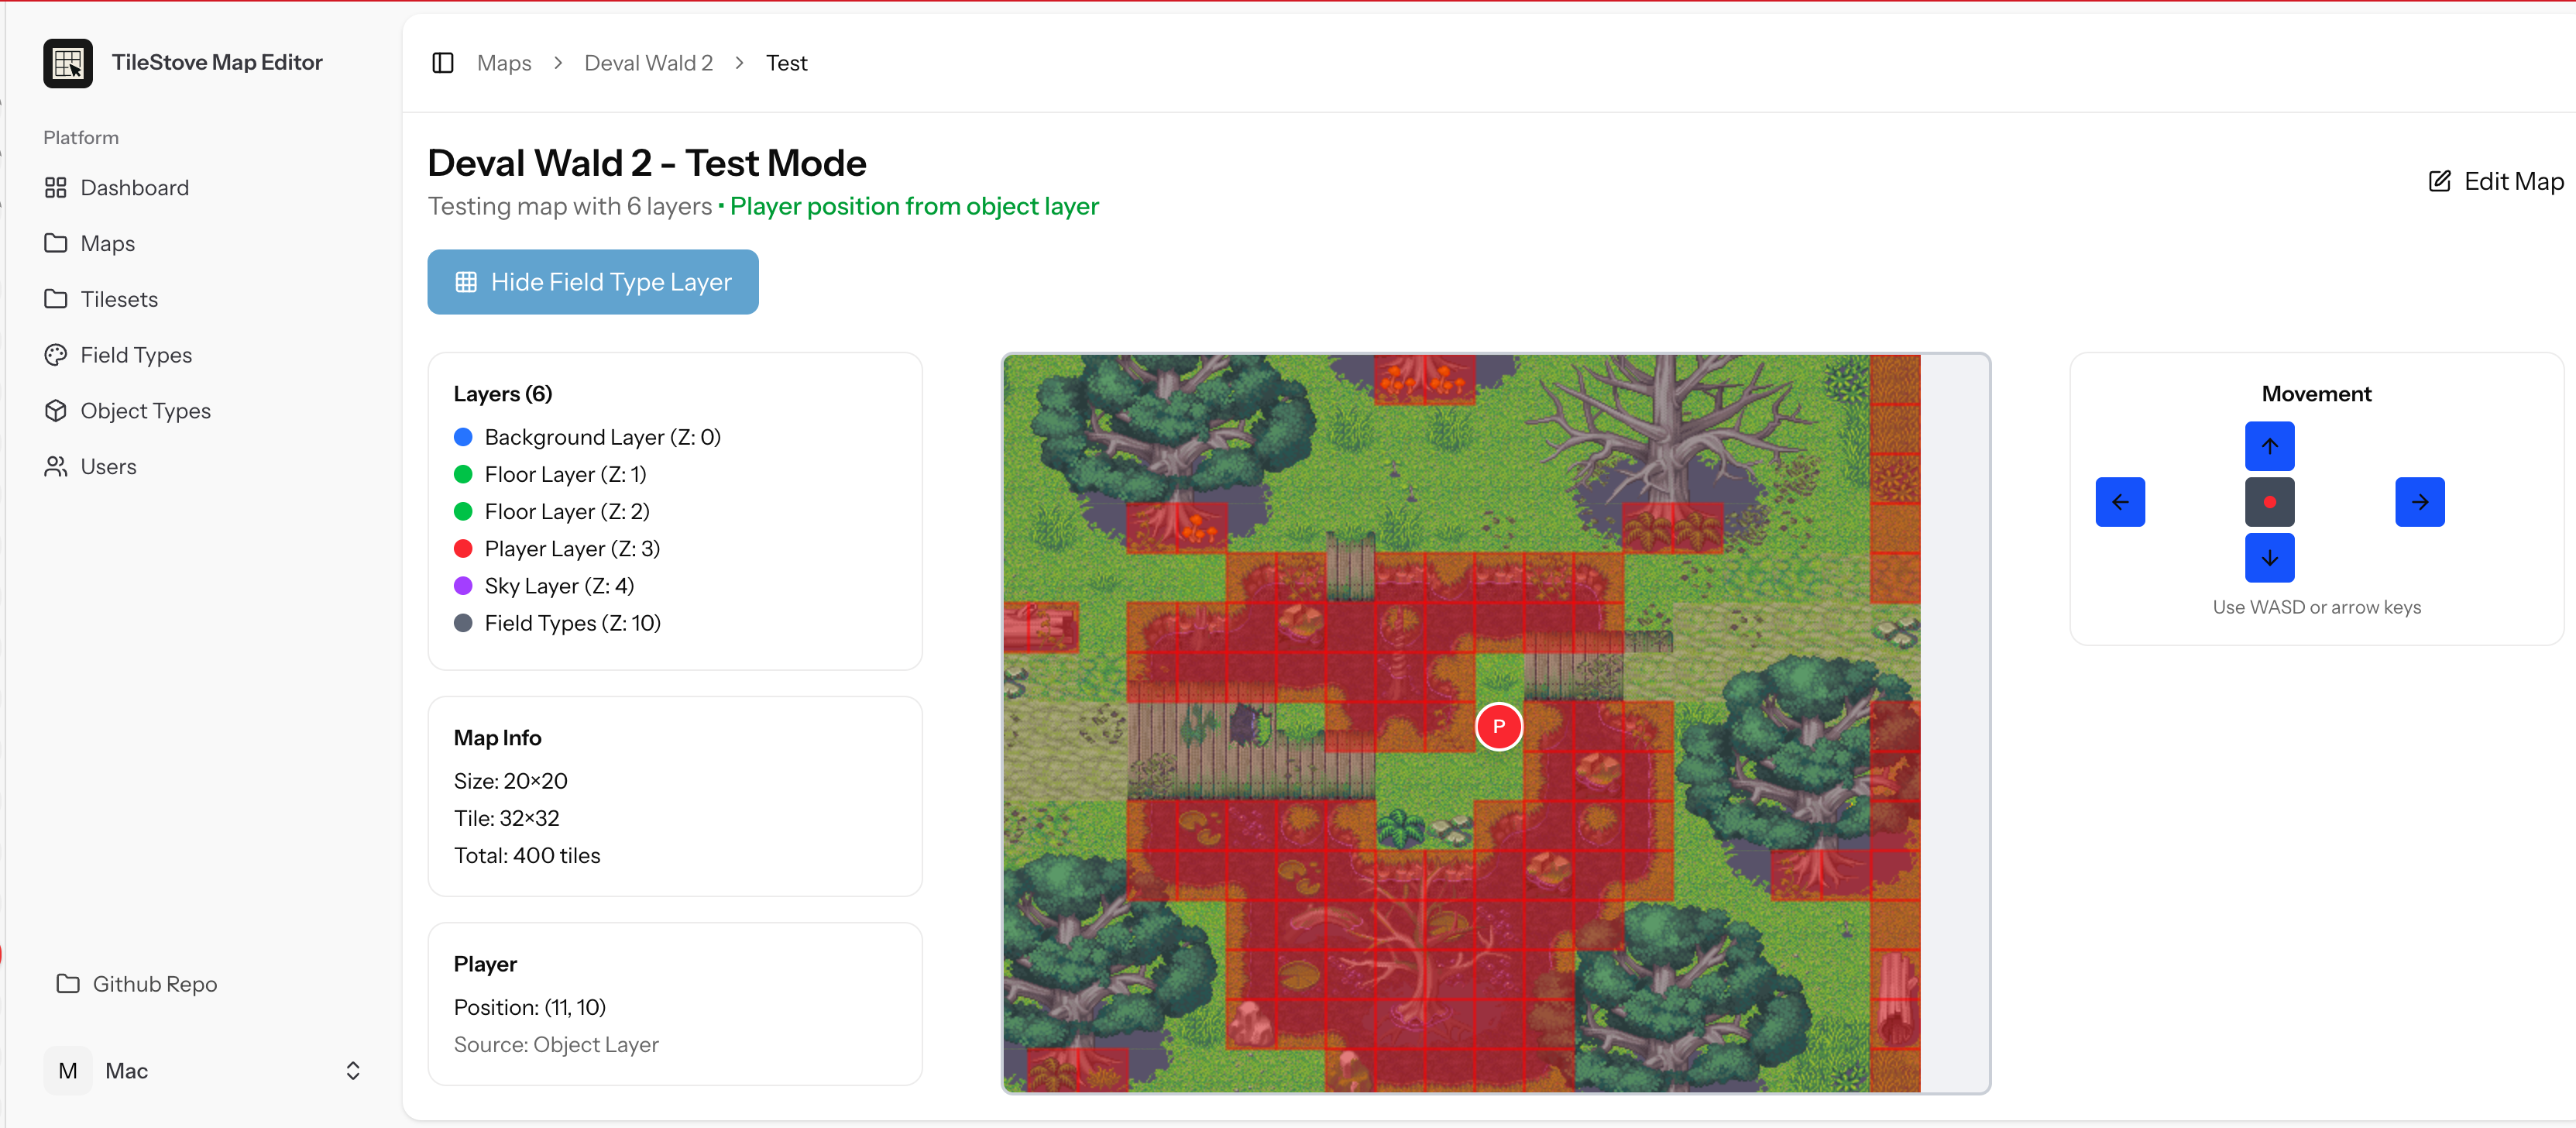 TileStove Map Editor
Platform
Dashboard
Maps
Tilesets
Field Types
Object Types
Users
Github Repo
M Mac
Maps > Deval Wald 2 > Test
Deval Wald 2 - Test Mode
Testing map with 6 layers • Player position from object layer
Edit Map
Hide Field Type Layer
Layers (6)
Background Layer (Z: 0)
Floor Layer (Z: 1)
Floor Layer (Z: 2)
Player Layer (Z: 3)
Sky Layer (Z: 4)
Field Types (Z: 10)
Map Info
Size: 20×20
Tile: 32×32
Total: 400 tiles
Player
Position: (11, 10)
Source: Object Layer
P
Movement
Use WASD or arrow keys